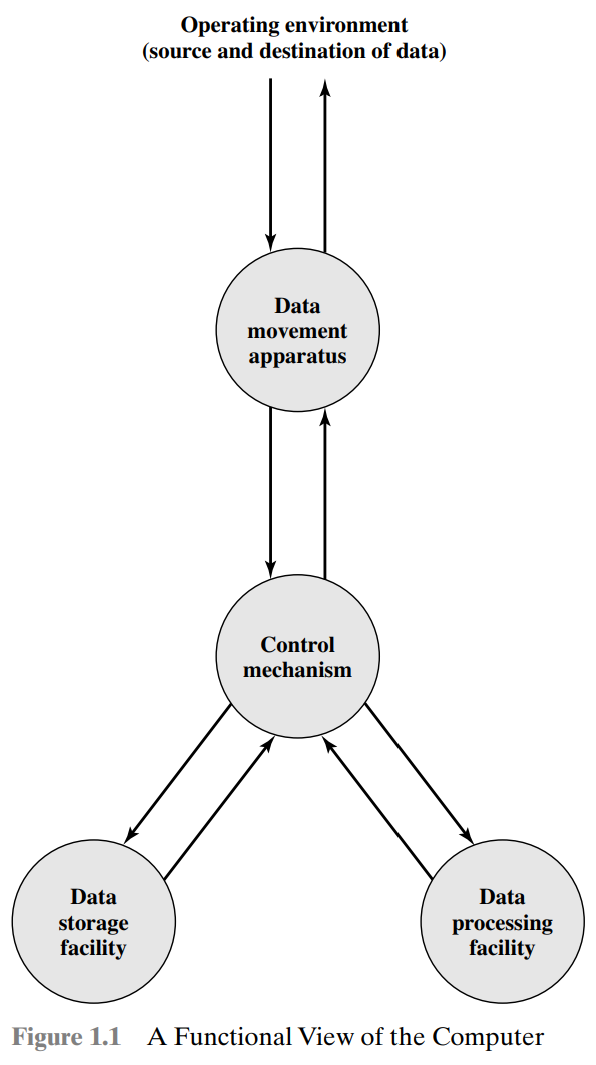 Operating environment
(source and destination of data)
Data
movement
apparatus
Control
mechanism
Data
storage
facility
Data
processing
facility
Figure 1.1 A Functional View of the Computer